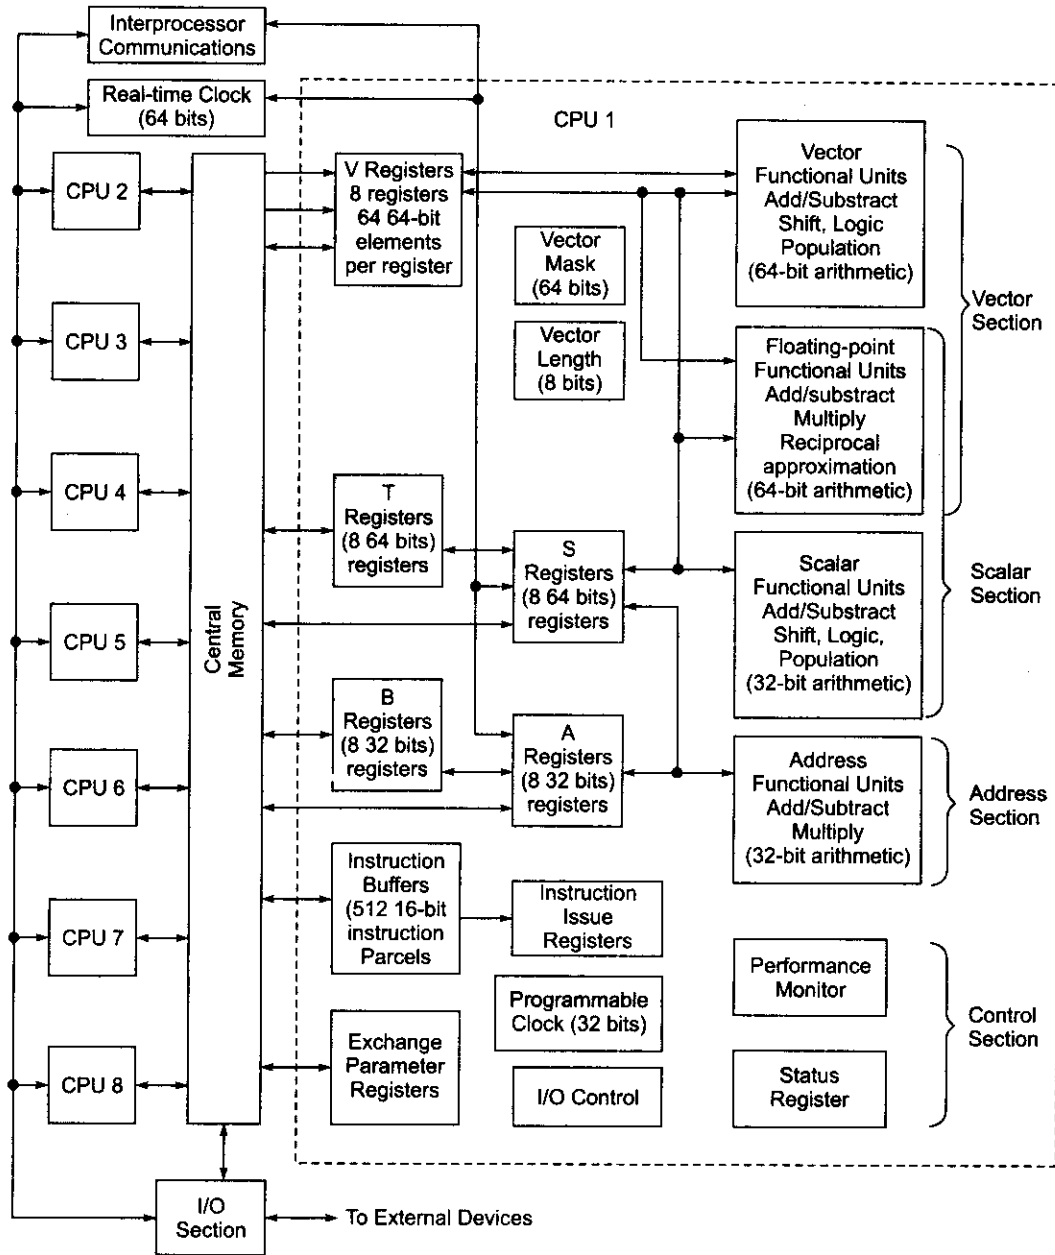 Interprocessor
Communications
Real-time Clock
(64 bits)
CPU 1
CPU 2
CPU 3
CPU 4
CPU 5
CPU 6
CPU 7
CPU 8
Central
Memory
I/O
Section
To External Devices
V Registers
8 registers
64 64-bit
elements
per register
Vector
Mask
(64 bits)
Vector
Length
(8 bits)
Vector
Functional Units
Add/Substract
Shift, Logic
Population
(64-bit arithmetic)
Vector
Section
Floating-point
Functional Units
Add/substract
Multiply
Reciprocal
approximation
(64-bit arithmetic)
T
Registers
(8 64 bits)
registers
S
Registers
(8 64 bits)
registers
Scalar
Functional Units
Add/Substract
Shift, Logic,
Population
(32-bit arithmetic)
Scalar
Section
B
Registers
(8 32 bits)
registers
A
Registers
(8 32 bits)
registers
Address
Functional Units
Add/Subtract
Multiply
(32-bit arithmetic)
Address
Section
Instruction
Buffers
(512 16-bit
instruction
Parcels
Instruction
Issue
Registers
Performance
Monitor
Programmable
Clock (32 bits)
Control
Section
Exchange
Parameter
Registers
I/O Control
Status
Register